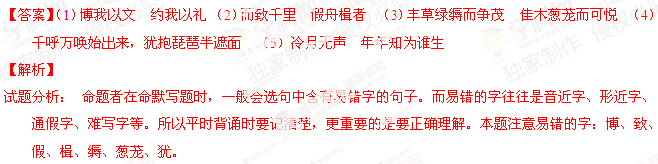 【答案】(1) 博我以文　约我以礼 (2) 而致千里　假舟楫者　(3) 丰草绿缛而争茂　佳木葱茏而可悦　(4)
千呼万唤始出来，犹抱琵琶半遮面　(5) 冷月无声　年年知为谁生
【解析】
试题分析：　命题者在命默写题时，一般会选句中含有易错字的句子。而易错的字往往是音近字、形近字、
通假字、难写字等。所以平时背诵时要记清楚，更重要的是要正确理解。本题注意易错的字：博、致、
假、楫、缛、葱茏、犹。